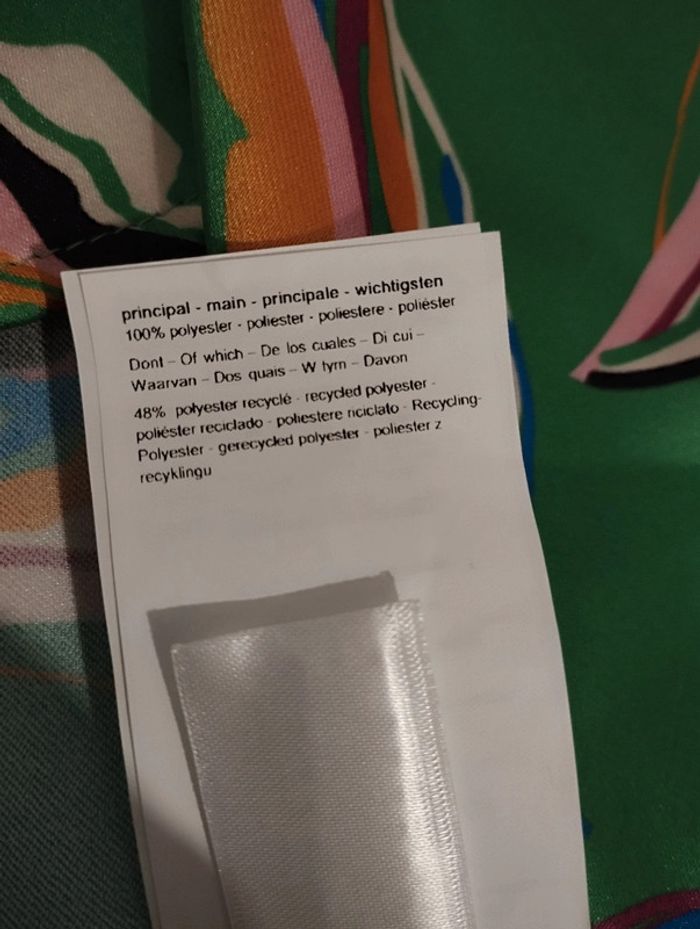 principal - main - principale - wichtigsten
100% polyester - poliester - poliestere - poliéster
Dont – Of which – De los cuales – Di cui –
Waarvan – Dos quais – W tym – Davon
48% polyester recyclé - recycled polyester -
poliéster reciclado - poliestere riciclato - Recycling-
Polyester - gerecycled polyester - poliester z
recyklingu